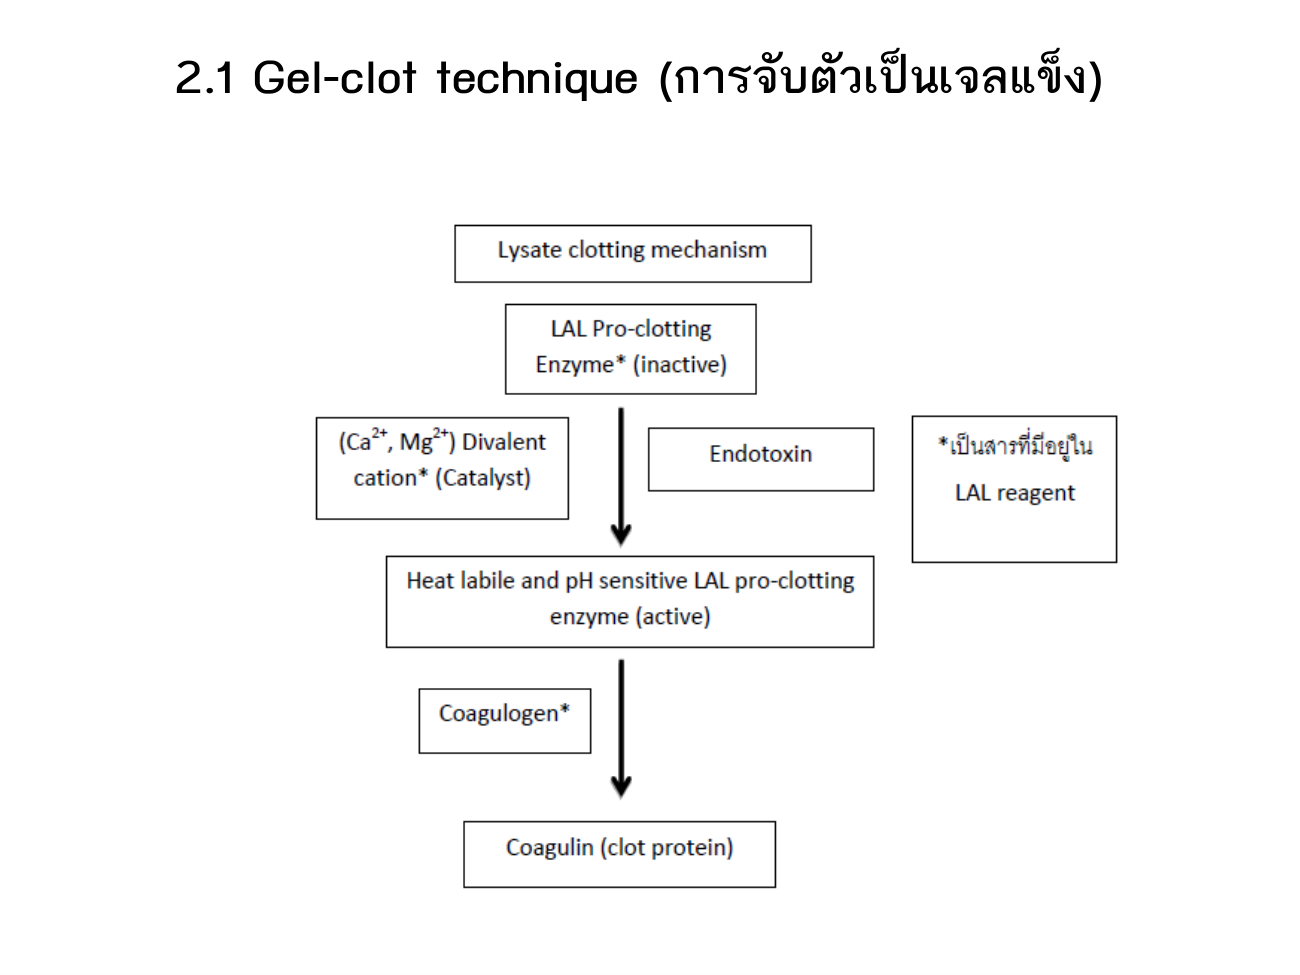 2.1 Gel-clot technique (การจับตัวเป็นเจลแข็ง)
Lysate clotting mechanism
LAL Pro-clotting
Enzyme* (inactive)
(Ca²⁺, Mg²⁺) Divalent
cation* (Catalyst)
Endotoxin
*เป็นสารที่มีอยู่ใน
LAL reagent
Heat labile and pH sensitive LAL pro-clotting
enzyme (active)
Coagulogen*
Coagulin (clot protein)